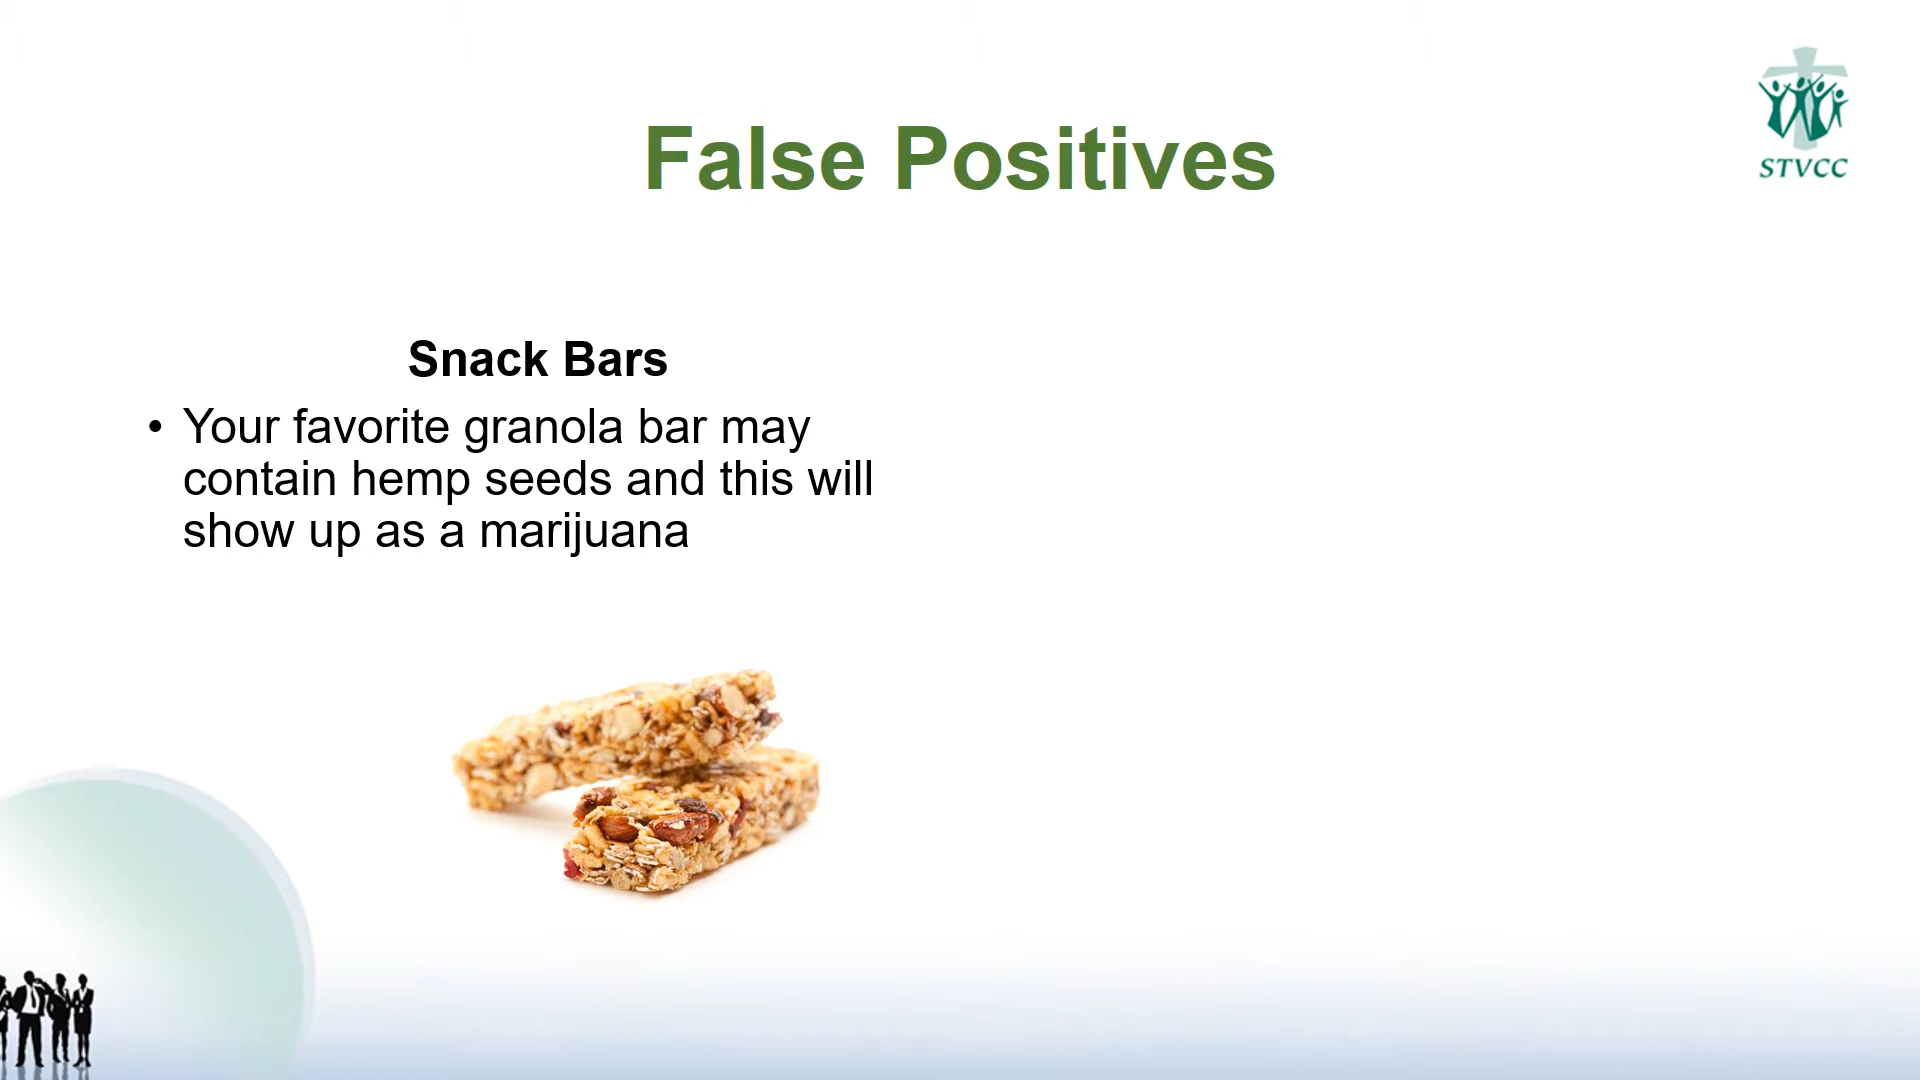 False Positives
STVCC
Snack Bars
• Your favorite granola bar may
contain hemp seeds and this will
show up as a marijuana